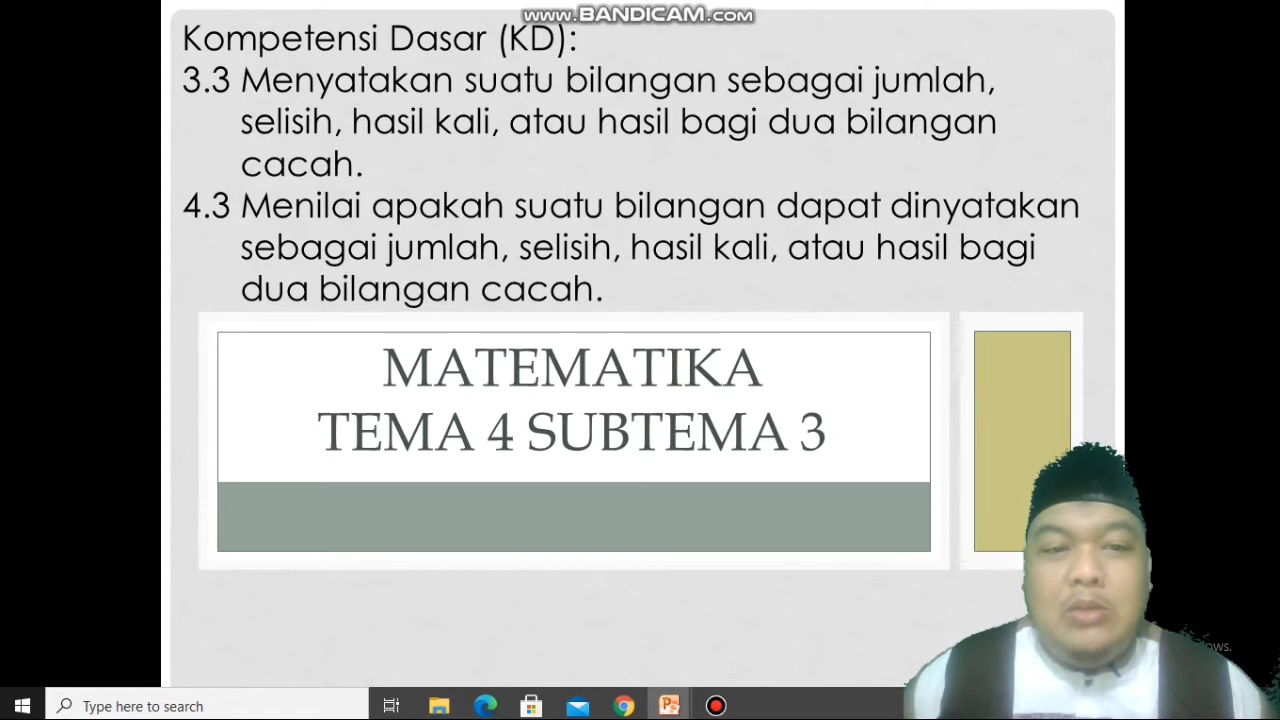 www.BANDICAM.com
Kompetensi Dasar (KD):
3.3 Menyatakan suatu bilangan sebagai jumlah,
selisih, hasil kali, atau hasil bagi dua bilangan
cacah.
4.3 Menilai apakah suatu bilangan dapat dinyatakan
sebagai jumlah, selisih, hasil kali, atau hasil bagi
dua bilangan cacah.
MATEMATIKA
TEMA 4 SUBTEMA 3
Type here to search